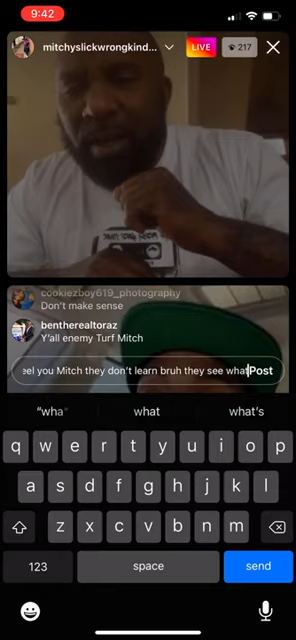 9:42
mitchyslickwrongkind...
LIVE
217
cookiezboy619_photography
Don't make sense
bentherealtoraz
Y'all enemy Turf Mitch
eel you Mitch they don't learn bruh they see what
Post
"wha"
what
what's
q w e r t y u i o p
a s d f g h j k l
z x c v b n m
123
space
send